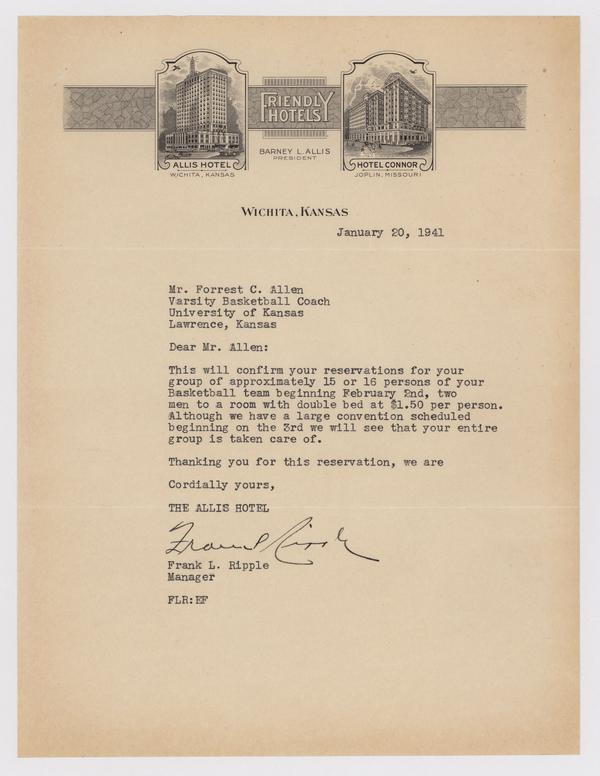 FRIENDLY
HOTELS
BARNEY L. ALLIS
PRESIDENT
ALLIS HOTEL
WICHITA, KANSAS
HOTEL CONNOR
JOPLIN, MISSOURI
WICHITA, KANSAS
January 20, 1941
Mr. Forrest C. Allen
Varsity Basketball Coach
University of Kansas
Lawrence, Kansas
Dear Mr. Allen:
This will confirm your reservations for your
group of approximately 15 or 16 persons of your
Basketball team beginning February 2nd, two
men to a room with double bed at $1.50 per person.
Although we have a large convention scheduled
beginning on the 3rd we will see that your entire
group is taken care of.
Thanking you for this reservation, we are
Cordially yours,
THE ALLIS HOTEL
Frank L. Ripple
Frank L. Ripple
Manager
FLR:EF